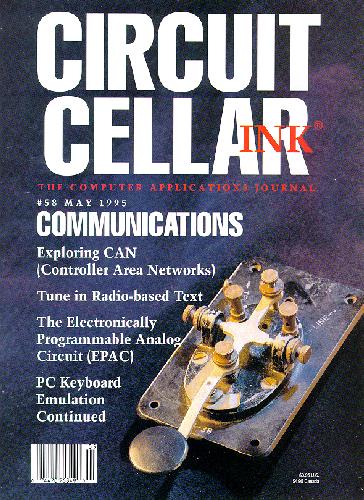 CIRCUIT
CELLAR
INK®
THE COMPUTER APPLICATIONS JOURNAL
#58 MAY 1995
COMMUNICATIONS
Exploring CAN
(Controller Area Networks)
Tune in Radio-based Text
The Electronically
Programmable Analog
Circuit (EPAC)
PC Keyboard
Emulation
Continued